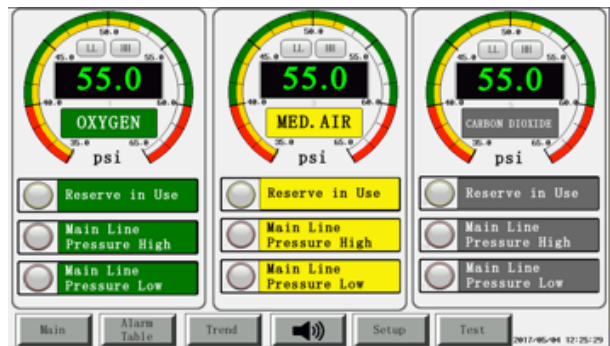 50.0
LL HH
45.0 55.0
55.0
40.0 60.0
OXYGEN
35.0 65.0
psi
Reserve in Use
Main Line
Pressure High
Main Line
Pressure Low
50.0
LL HH
45.0 55.0
55.0
40.0 60.0
MED. AIR
35.0 65.0
psi
Reserve in Use
Main Line
Pressure High
Main Line
Pressure Low
50.0
LL HH
45.0 55.0
55.0
40.0 60.0
CARBON DIOXIDE
35.0 65.0
psi
Reserve in Use
Main Line
Pressure High
Main Line
Pressure Low
Main
Alarm
Table
Trend
Setup
Test
2017/05/04 12:25:29